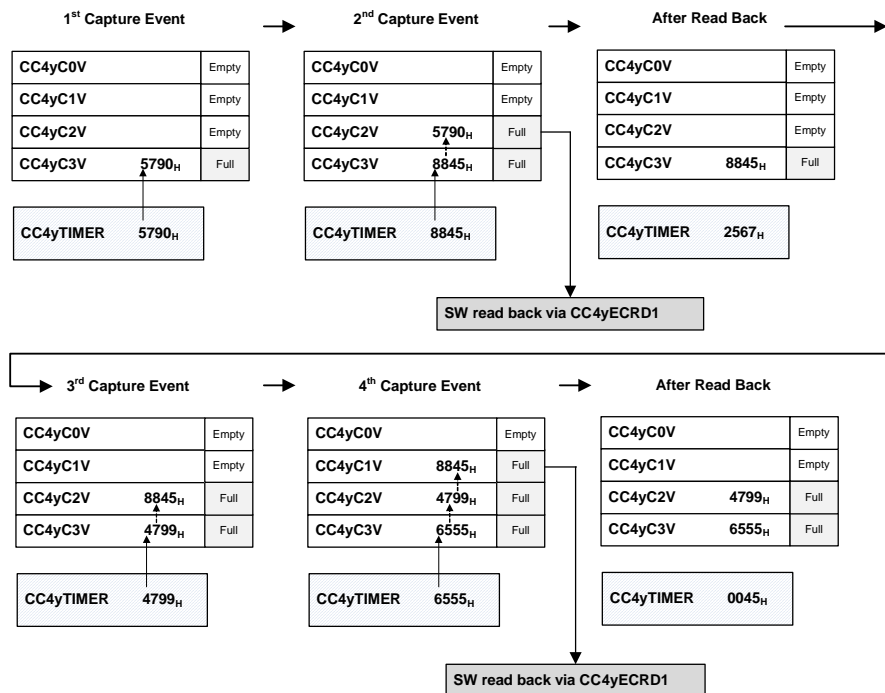 1st Capture Event 2nd Capture Event After Read Back
CC4yC0V Empty CC4yC0V Empty CC4yC0V Empty
CC4yC1V Empty CC4yC1V Empty CC4yC1V Empty
CC4yC2V Empty CC4yC2V 5790H Full CC4yC2V Empty
CC4yC3V 5790H Full CC4yC3V 8845H Full CC4yC3V 8845H Full
CC4yTIMER 5790H CC4yTIMER 8845H CC4yTIMER 2567H
SW read back via CC4yECRD1
3rd Capture Event 4th Capture Event After Read Back
CC4yC0V Empty CC4yC0V Empty CC4yC0V Empty
CC4yC1V Empty CC4yC1V 8845H Full CC4yC1V Empty
CC4yC2V 8845H Full CC4yC2V 4799H Full CC4yC2V 4799H Full
CC4yC3V 4799H Full CC4yC3V 6555H Full CC4yC3V 6555H Full
CC4yTIMER 4799H CC4yTIMER 6555H CC4yTIMER 0045H
SW read back via CC4yECRD1